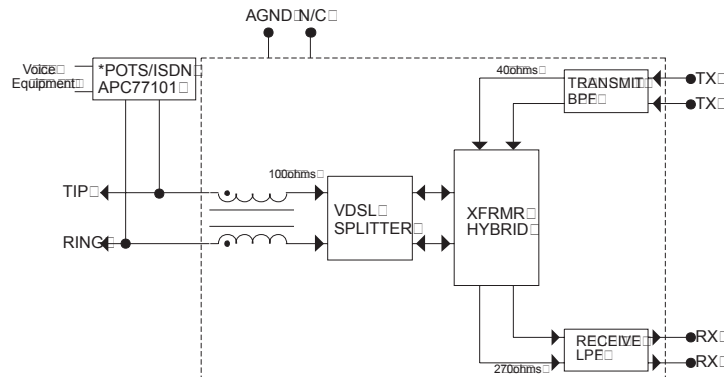 AGND N/C
Voice
Equipment
*POTS/ISDN
APC77101
40ohms
TRANSMIT
BPF
TX
TX
TIP
100ohms
VDSL
SPLITTER
XFRMR
HYBRID
RING
RECEIVE
LPF
RX
RX
270ohms